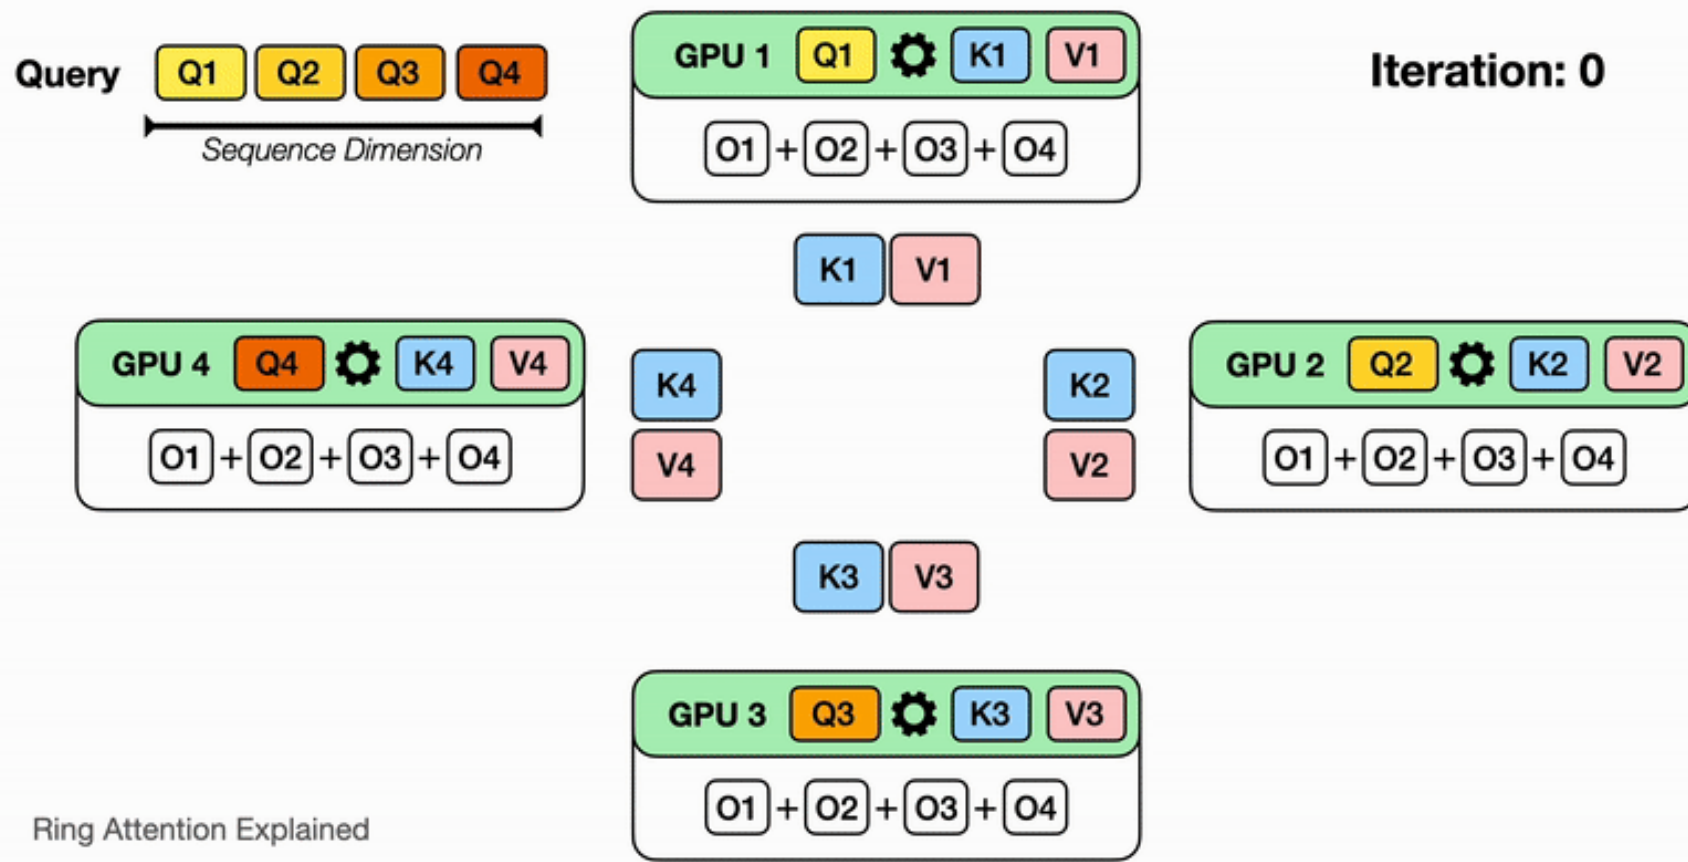 Query Q1 Q2 Q3 Q4
Sequence Dimension
GPU 1 Q1 K1 V1
O1 + O2 + O3 + O4
Iteration: 0
K1 V1
GPU 4 Q4 K4 V4
O1 + O2 + O3 + O4
K4
V4
K2
V2
GPU 2 Q2 K2 V2
O1 + O2 + O3 + O4
K3 V3
GPU 3 Q3 K3 V3
O1 + O2 + O3 + O4
Ring Attention Explained